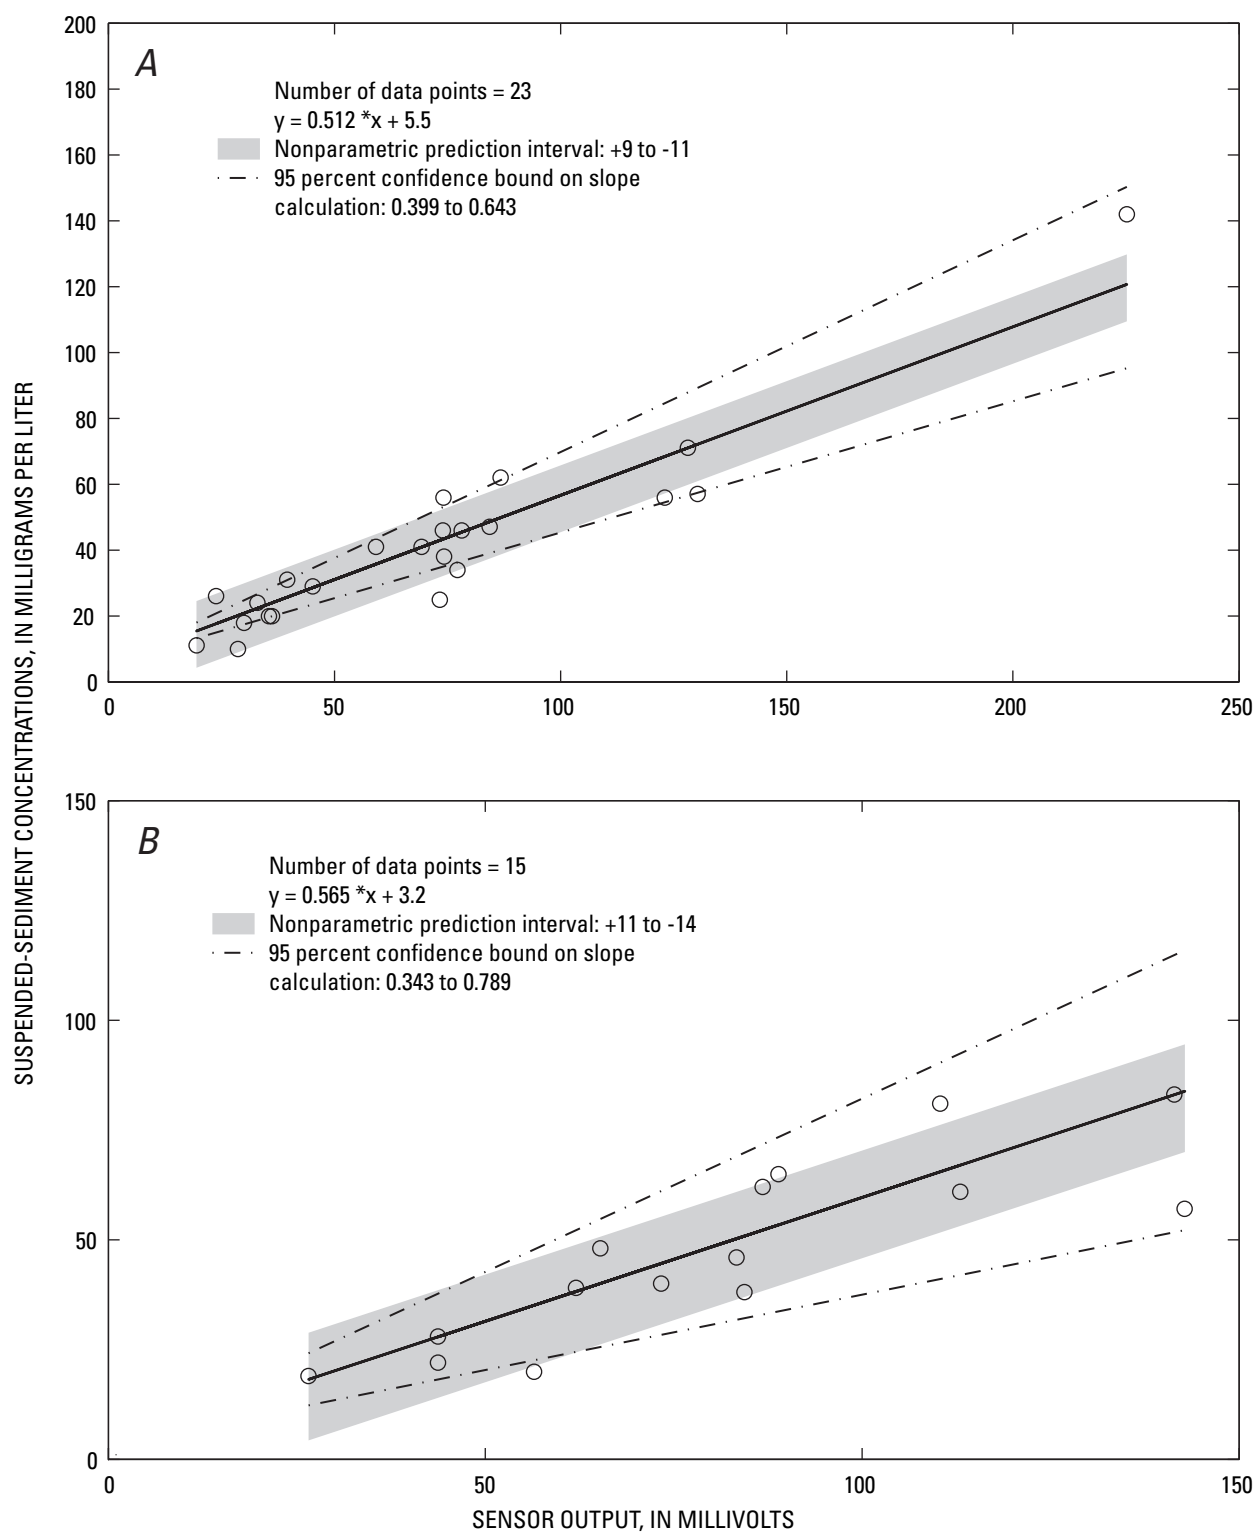 SUSPENDED-SEDIMENT CONCENTRATIONS, IN MILLIGRAMS PER LITER
A
Number of data points = 23
y = 0.512 *x + 5.5
Nonparametric prediction interval: +9 to -11
95 percent confidence bound on slope
calculation: 0.399 to 0.643
200
180
160
140
120
100
80
60
40
20
0
0 50 100 150 200 250
B
Number of data points = 15
y = 0.565 *x + 3.2
Nonparametric prediction interval: +11 to -14
95 percent confidence bound on slope
calculation: 0.343 to 0.789
150
100
50
0
0 50 100 150
SENSOR OUTPUT, IN MILLIVOLTS